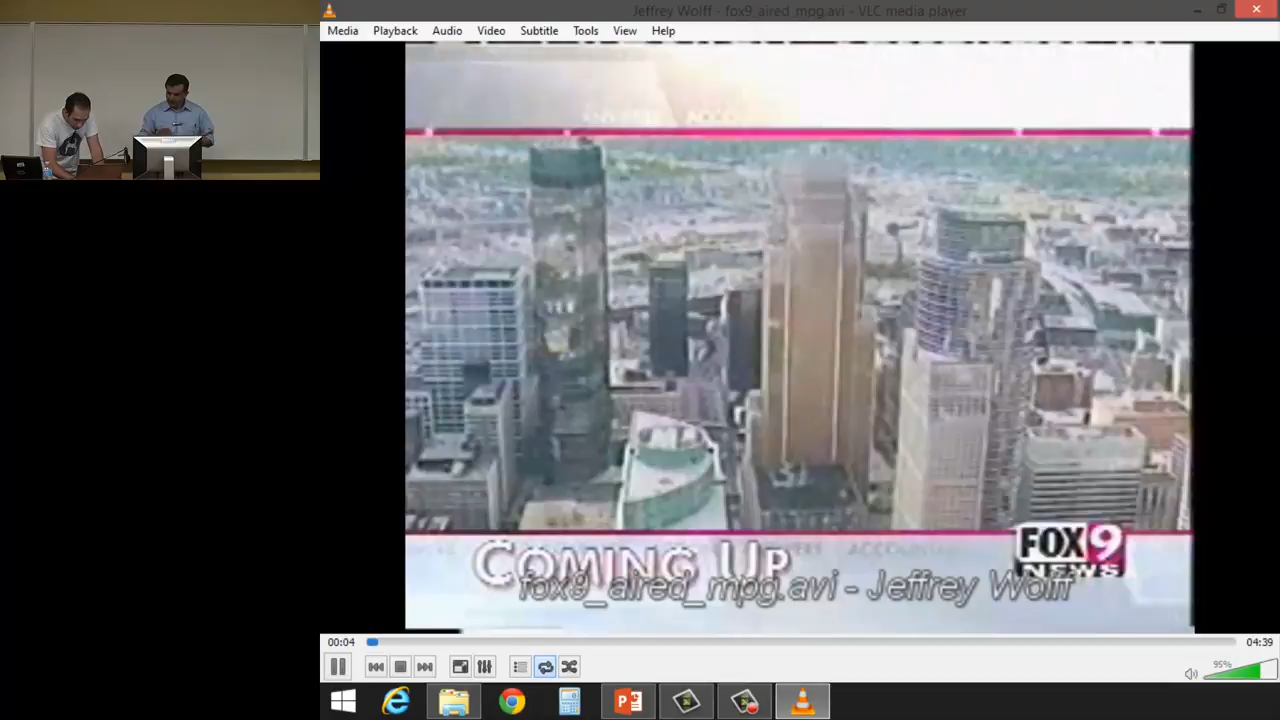 Jeffrey Wolff - fox9_aired_mpg.avi - VLC media player
Media Playback Audio Video Subtitle Tools View Help
COMING UP
FOX 9
NEWS
fox9_aired_mpg.avi - Jeffrey Wolff
00:04
04:39
95%